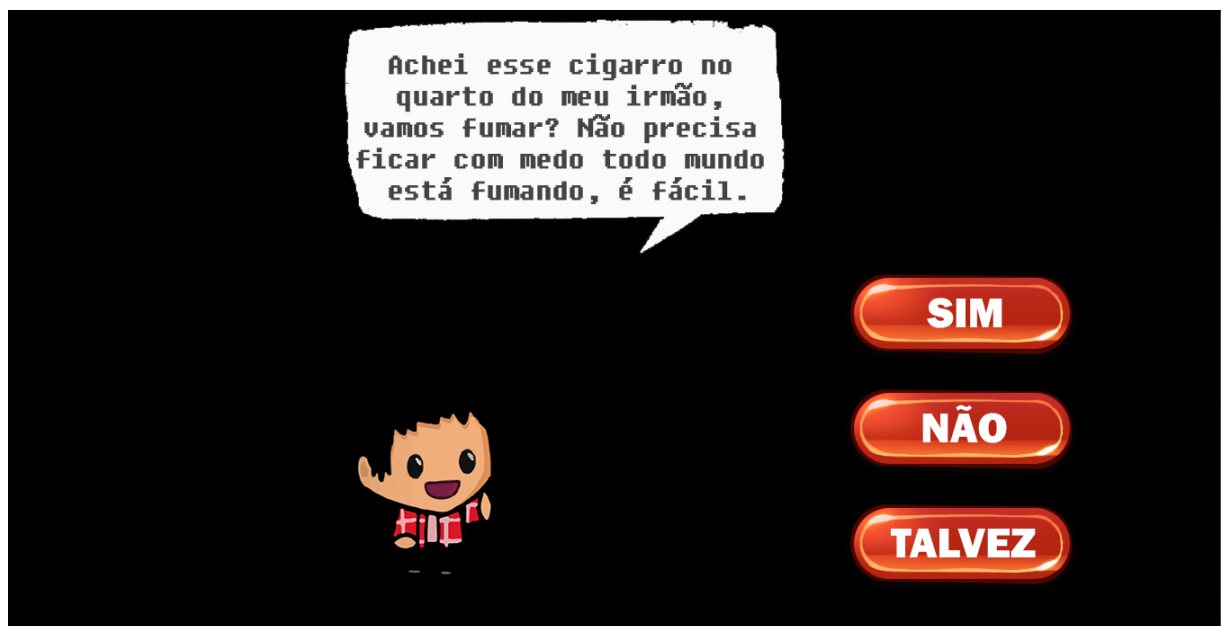 Achei esse cigarro no
quarto do meu irmão,
vamos fumar? Não precisa
ficar com medo todo mundo
está fumando, é fácil.
SIM
NÃO
TALVEZ